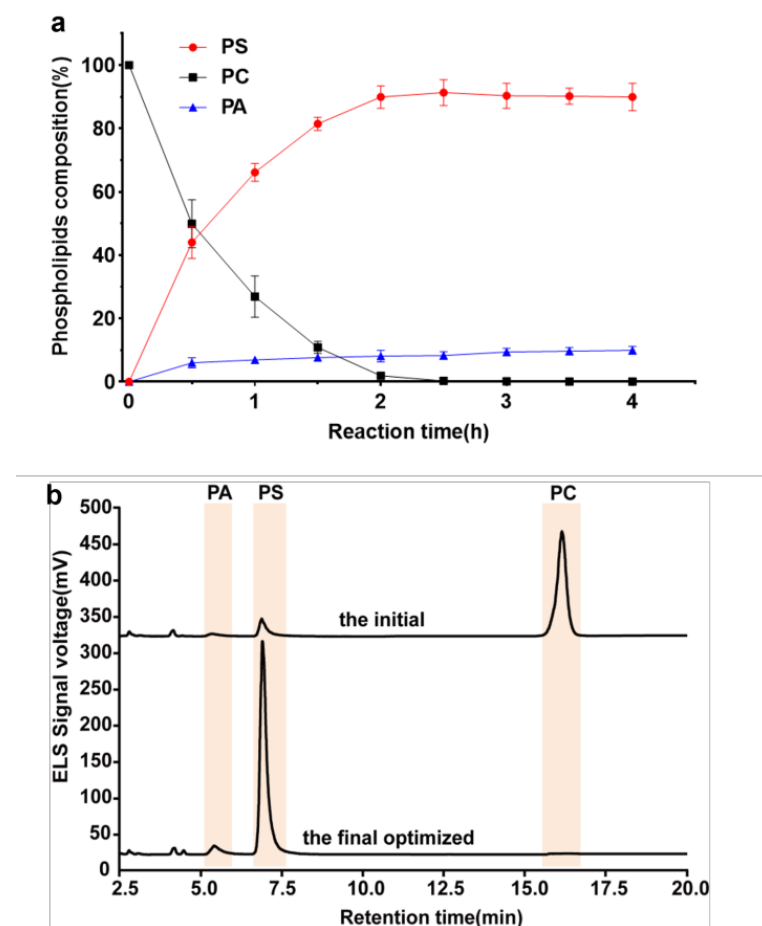 a
PS
PC
PA
Phospholipids composition(%)
100
80
60
40
20
0
0 1 2 3 4
Reaction time(h)
b
PA PS PC
ELS Signal voltage(mV)
500
450
400
350
300
250
200
150
100
50
0
the initial
the final optimized
2.5 5.0 7.5 10.0 12.5 15.0 17.5 20.0
Retention time(min)